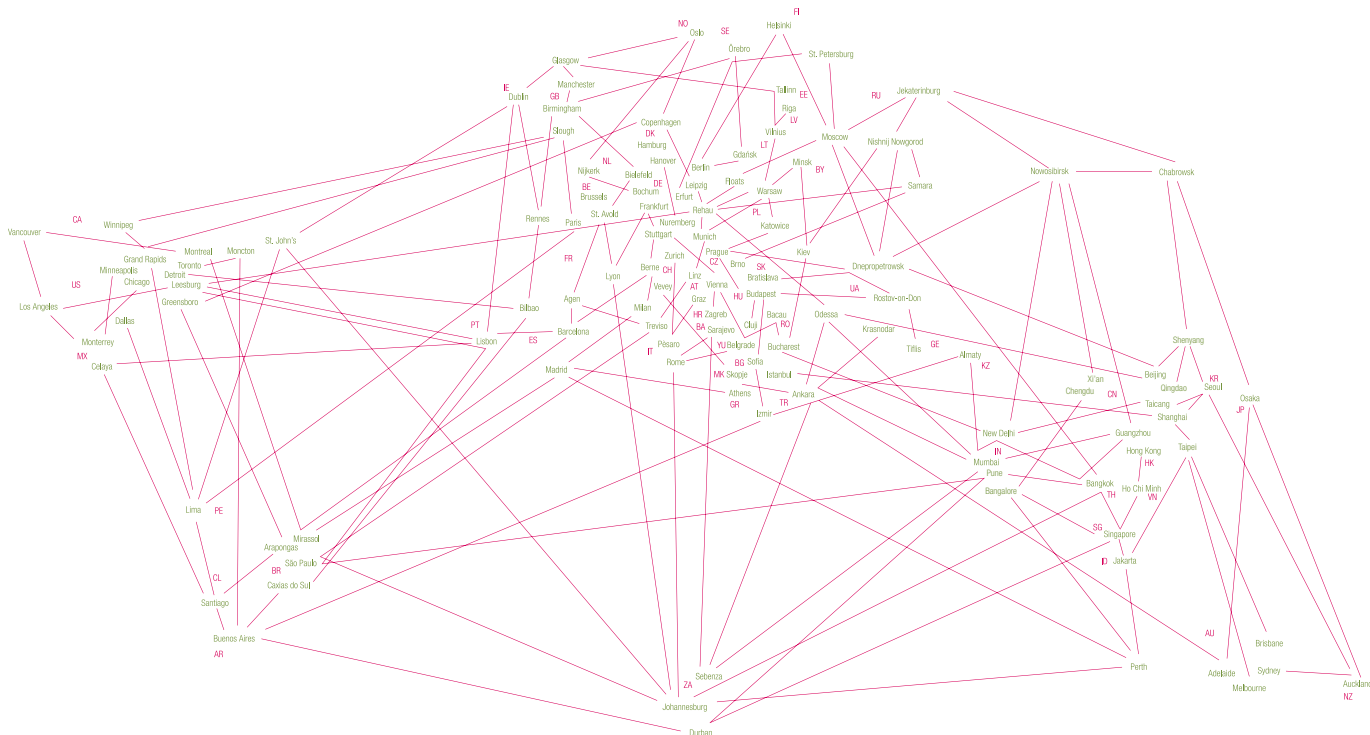 FI
NO
Oslo
SE
Helsinki
Örebro
St. Petersburg
Glasgow
Manchester
IE
Dublin
GB
Birmingham
Tallinn
EE
RU
Jekaterinburg
Riga
LV
Slough
Copenhagen
DK
Hamburg
Vilnius
LT
Moscow
Nishnij Nowgorod
NL
Hanover
Gdańsk
Minsk
BY
Nijkerk
Bielefeld
Berlin
Nowosibirsk
Chabrowsk
BE
Brussels
DE
Bochum
Leipzig
Floats
Samara
Frankfurt
Erfurt
Warsaw
CA
Winnipeg
Rennes
Paris
St. Avold
Rehau
PL
Vancouver
St. John's
Nuremberg
Katowice
Stuttgart
Munich
Montreal
Moncton
Grand Rapids
FR
Zurich
Prague
Kiev
Toronto
Minneapolis
Detroit
Berne
CH
CZ
Brno
SK
Dnepropetrowsk
Lyon
Linz
Bratislava
US
Chicago
Leesburg
Vevey
AT
Vienna
UA
Greensboro
Agen
Graz
HU
Budapest
Rostov-on-Don
Los Angeles
Bilbao
Milan
HR
Zagreb
Bacau
Odessa
Dallas
PT
Treviso
BA
Sarajevo
Cluj
RO
Krasnodar
Barcelona
ES
Monterrey
Lisbon
Pesaro
YU
Belgrade
Bucharest
Tiflis
GE
Shenyang
MX
IT
Rome
BG
Sofia
Almaty
KZ
Celaya
Madrid
MK
Skopje
Istanbul
Beijing
Xi'an
KR
Athens
Ankara
Chengdu
CN
Qingdao
Seoul
GR
TR
Taicang
Osaka
JP
Izmir
Shanghai
New Delhi
Guangzhou
IN
Hong Kong
Taipei
Mumbai
HK
Pune
Bangkok
Ho Chi Minh
Bangalore
TH
VN
Lima
PE
SG
Singapore
Mirassol
Arapongas
São Paulo
ID
Jakarta
BR
CL
Caxias do Sul
Santiago
Buenos Aires
AU
Brisbane
AR
Perth
Adelaide
Sydney
Sebenza
ZA
Melbourne
Auckland
NZ
Johannesburg
Durban